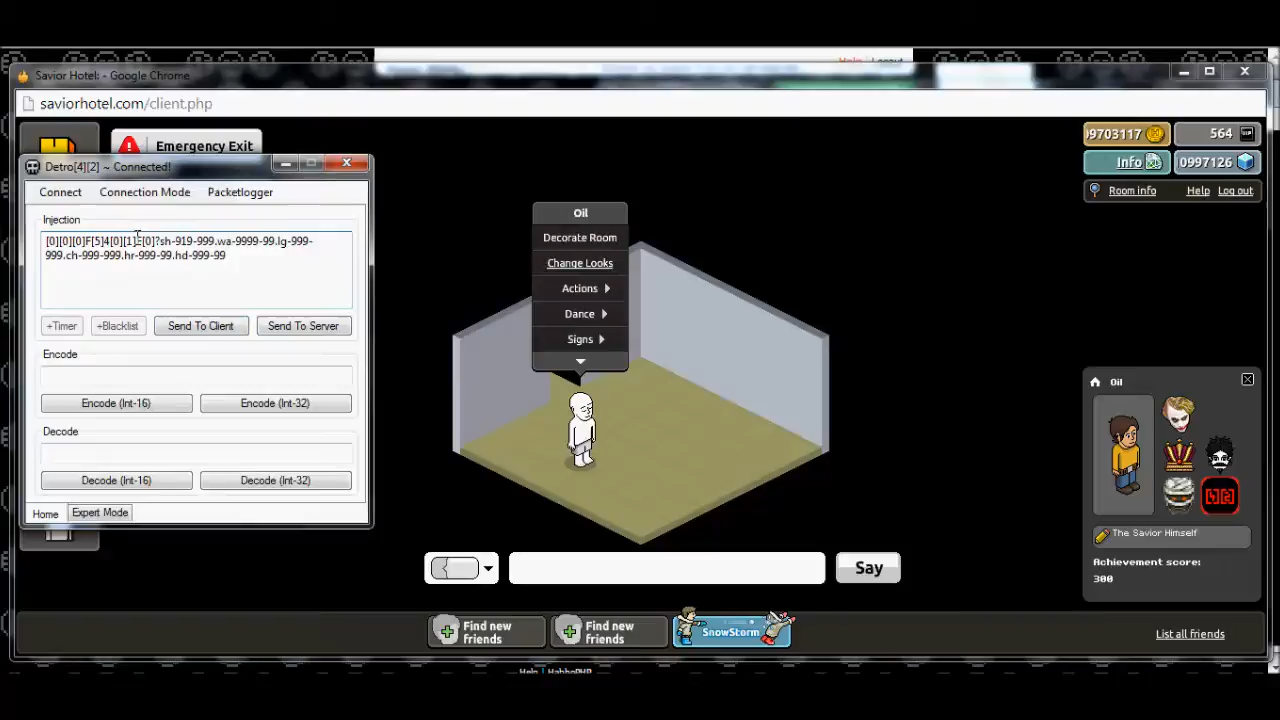 Help | Logout
Savior Hotel: - Google Chrome
saviorhotel.com/client.php
Emergency Exit
09703117
564
Info
0997126
Room info
Help
Log out
Detro[4][2] ~ Connected!
Connect
Connection Mode
Packetlogger
Injection
[0][0][0]F[5]4[0][1]E[0]?sh-919-999.wa-9999-99.lg-999-
999.ch-999-999.hr-999-99.hd-999-99
+Timer
+Blacklist
Send To Client
Send To Server
Encode
Encode (Int-16)
Encode (Int-32)
Decode
Decode (Int-16)
Decode (Int-32)
Home
Expert Mode
Oil
Decorate Room
Change Looks
Actions
Dance
Signs
Oil
The Savior Himself
Achievement score:
300
Say
Find new
friends
Find new
friends
SnowStorm
List all friends
Help | HabboPHP